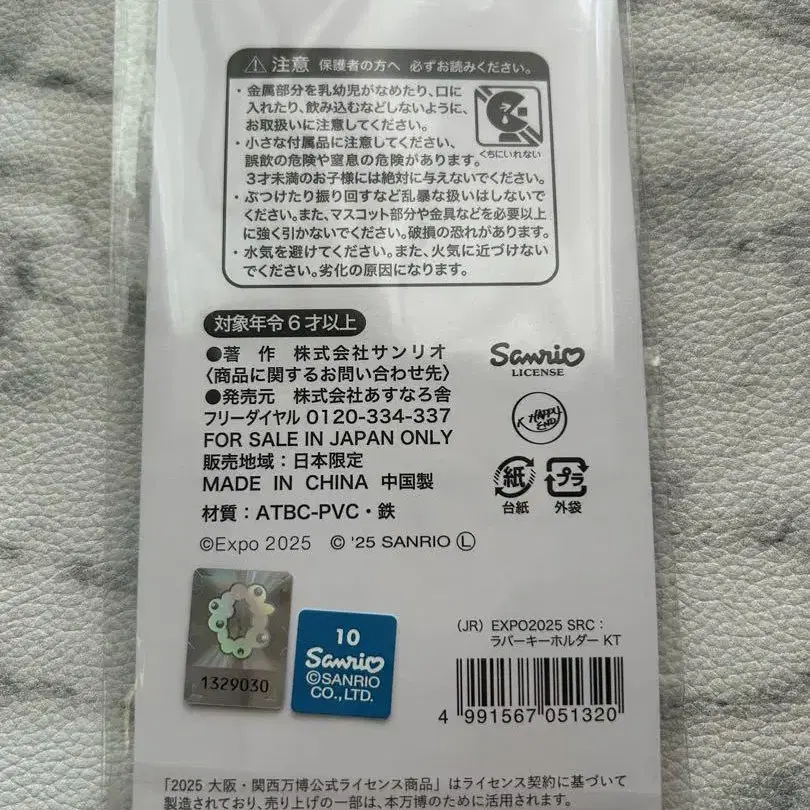 注意 保護者の方へ 必ずお読みください。
・金属部分を乳幼児がなめたり、口に
入れたり、飲み込むなどしないように、
お取扱いに注意してください。
くちにいれない
・小さな付属品に注意してください、
誤飲の危険や窒息の危険があります。
3才未満のお子様には絶対に与えないでください。
・ぶつけたり振り回すなど乱暴な扱いはしないで
ください。また、マスコット部分や金具などを必要以上
に強く引かないでください。破損の恐れがあります。
・水気を避けてください。また、火気に近づけない
でください。劣化の原因になります。
対象年令6才以上
●著 作 株式会社サンリオ
〈商品に関するお問い合わせ先〉
●発売元 株式会社あすなろ舎
フリーダイヤル 0120-334-337
FOR SALE IN JAPAN ONLY
販売地域：日本限定
MADE IN CHINA 中国製
材質：ATBC-PVC・鉄
©Expo 2025 © '25 SANRIO Ⓛ
Sanrio
LICENSE
HAPPY
END
紙
台紙
プラ
外袋
1329030
10
Sanrio
©SANRIO
CO.,LTD.
(JR) EXPO2025 SRC：
ラバーキーホルダー KT
4 991567 051320
「2025 大阪・関西万博公式ライセンス商品」はライセンス契約に基づいて
製造されており、売り上げの一部は、本万博のために活用されます。